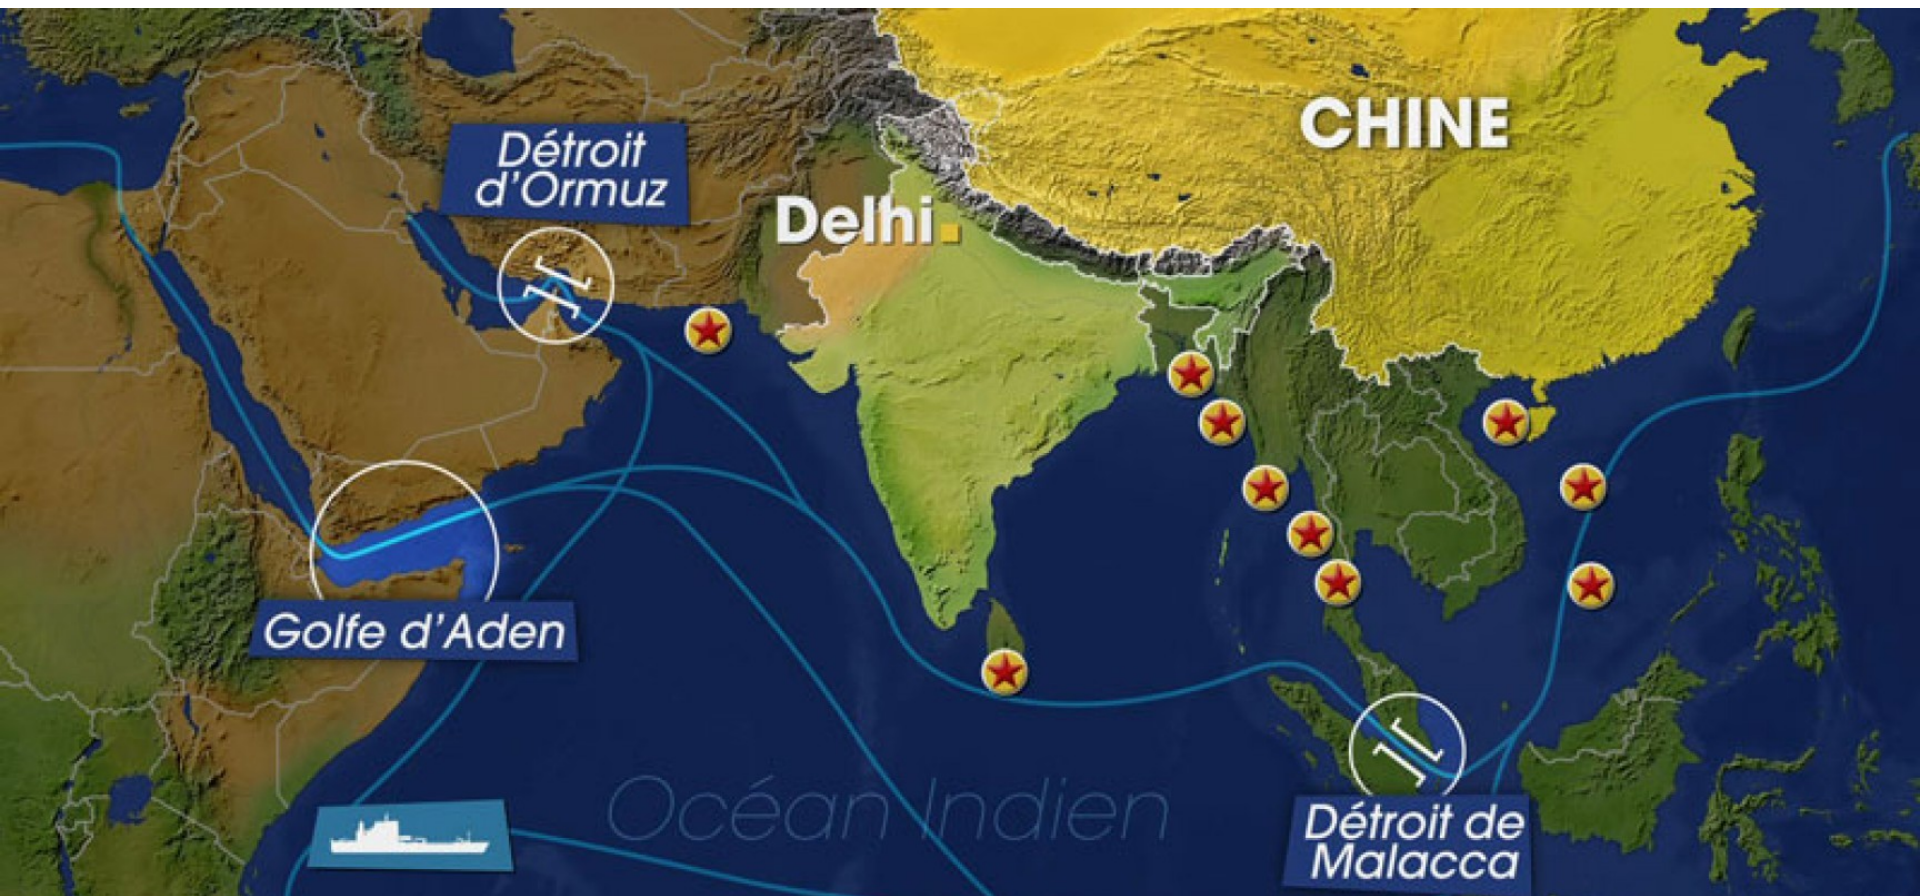 CHINE
Détroit
d'Ormuz
Delhi
Golfe d'Aden
Océan Indien
Détroit de
Malacca